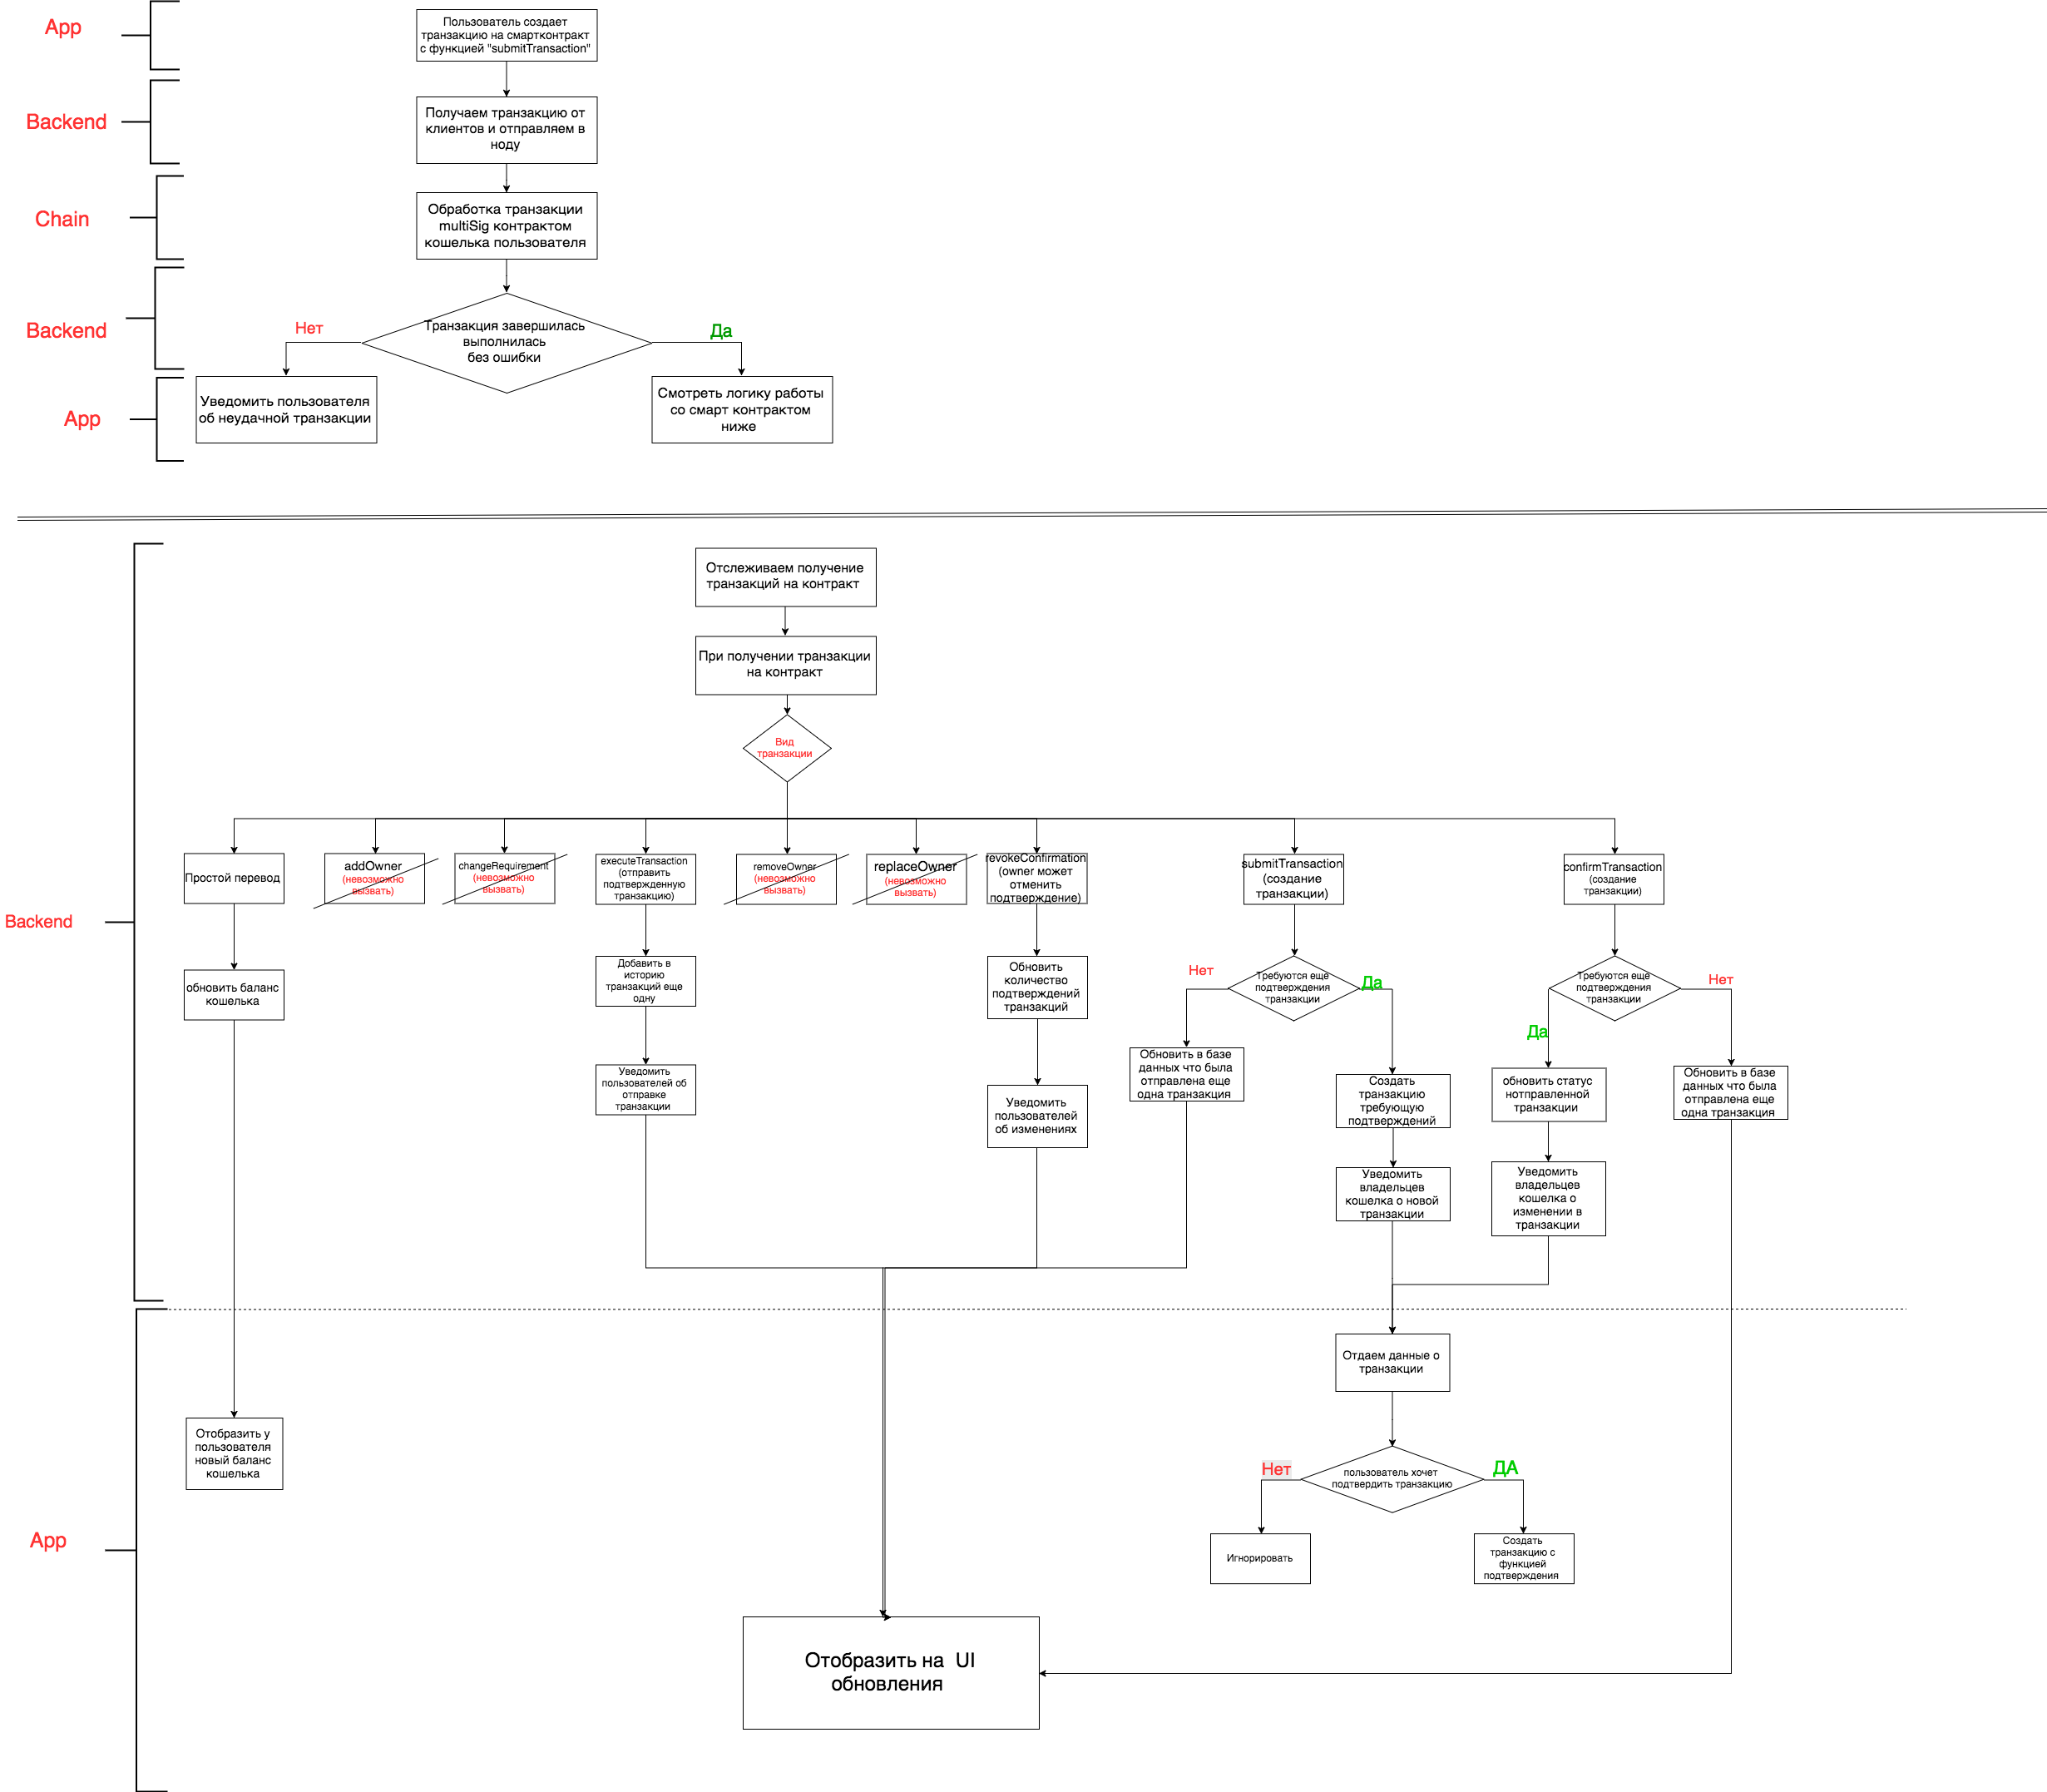 App
Пользователь создает
транзакцию на смартконтракт
с функцией "submitTransaction"
Backend
Получаем транзакцию от
клиентов и отправляем в
ноду
Chain
Обработка транзакции
multiSig контрактом
кошелька пользователя
Backend
Нет
Транзакция завершилась
выполнилась
без ошибки
Да
App
Уведомить пользователя
об неудачной транзакции
Смотреть логику работы
со смарт контрактом
ниже
Отслеживаем получение
транзакций на контракт
При получении транзакции
на контракт
Вид
транзакции
Backend
Простой перевод
addOwner
(невозможно
вызвать)
changeRequirement
(невозможно
вызвать)
executeTransaction
(отправить
подтвержденную
транзакцию)
removeOwner
(невозможно
вызвать)
replaceOwner
(невозможно
вызвать)
revokeConfirmation
(owner может
отменить
подтверждение)
submitTransaction
(создание
транзакции)
confirmTransaction
(создание
транзакции)
обновить баланс
кошелька
Добавить в
историю
транзакций еще
одну
Обновить
количество
подтверждений
транзакций
Нет
Требуются еще
подтверждения
транзакции
Да
Требуются еще
подтверждения
транзакции
Нет
Да
Уведомить
пользователей об
отправке
транзакции
Уведомить
пользователей
об изменениях
Обновить в базе
данных что была
отправлена еще
одна транзакция
Создать
транзакцию
требующую
подтверждений
обновить статус
нотправленной
транзакции
Обновить в базе
данных что была
отправлена еще
одна транзакция
Уведомить
владельцев
кошелка о новой
транзакции
Уведомить
владельцев
кошелка о
изменении в
транзакции
App
Отдаем данные о
транзакции
Отобразить у
пользователя
новый баланс
кошелька
Нет
пользователь хочет
подтвердить транзакцию
ДА
Игнорировать
Создать
транзакцию с
функцией
подтверждения
Отобразить на UI
обновления